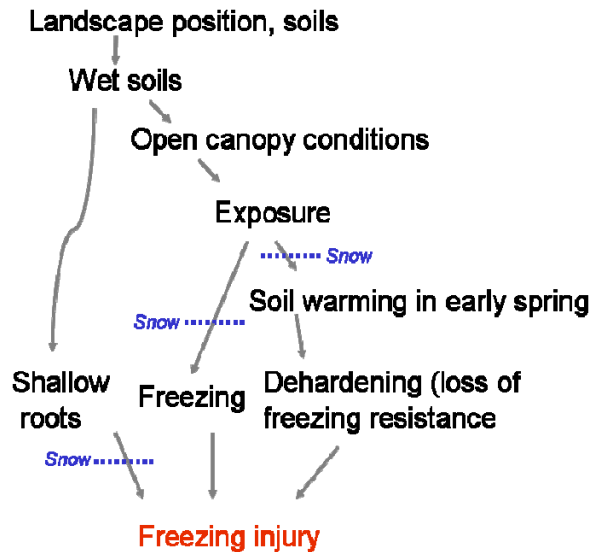 Landscape position, soils
Wet soils
Open canopy conditions
Exposure
Snow
Soil warming in early spring
Snow
Shallow
roots
Freezing
Dehardening (loss of
freezing resistance
Snow
Freezing injury